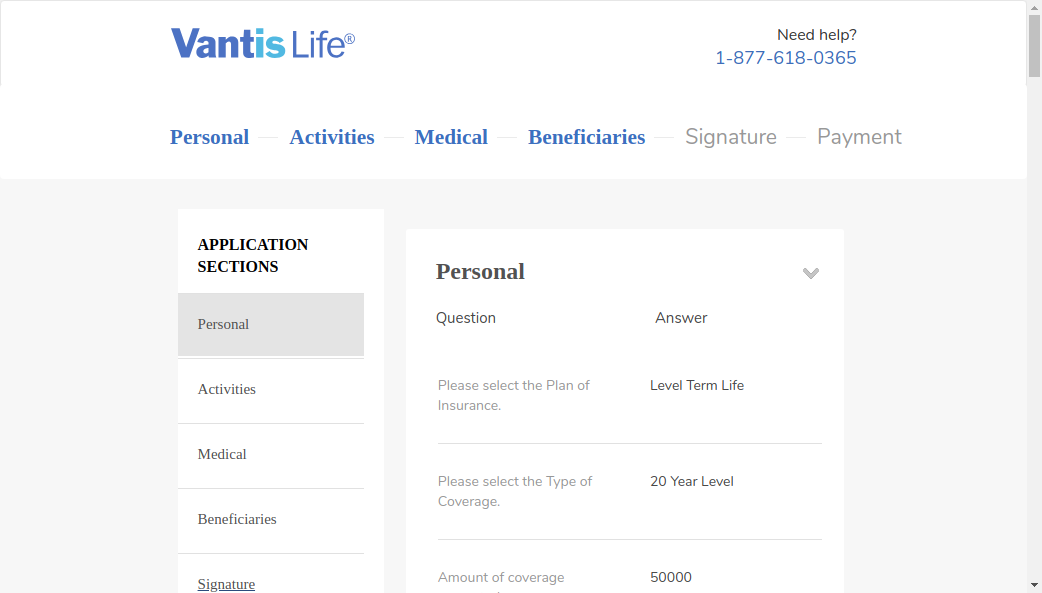 Vantis Life®
Need help?
1-877-618-0365
Personal Activities Medical Beneficiaries Signature Payment
APPLICATION
SECTIONS
Personal
Activities
Medical
Beneficiaries
Signature
Personal
Question Answer
Please select the Plan of Level Term Life
Insurance.
Please select the Type of 20 Year Level
Coverage.
Amount of coverage 50000